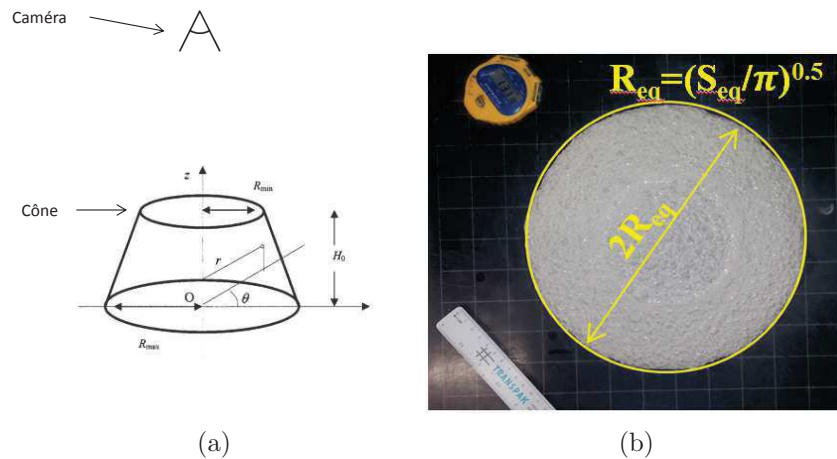 Caméra
Cône
z
R_min
H_0
r
O
θ
R_max
(a)
R_eq=(S_eq/π)^0.5
2R_eq
TRANSPAK
(b)